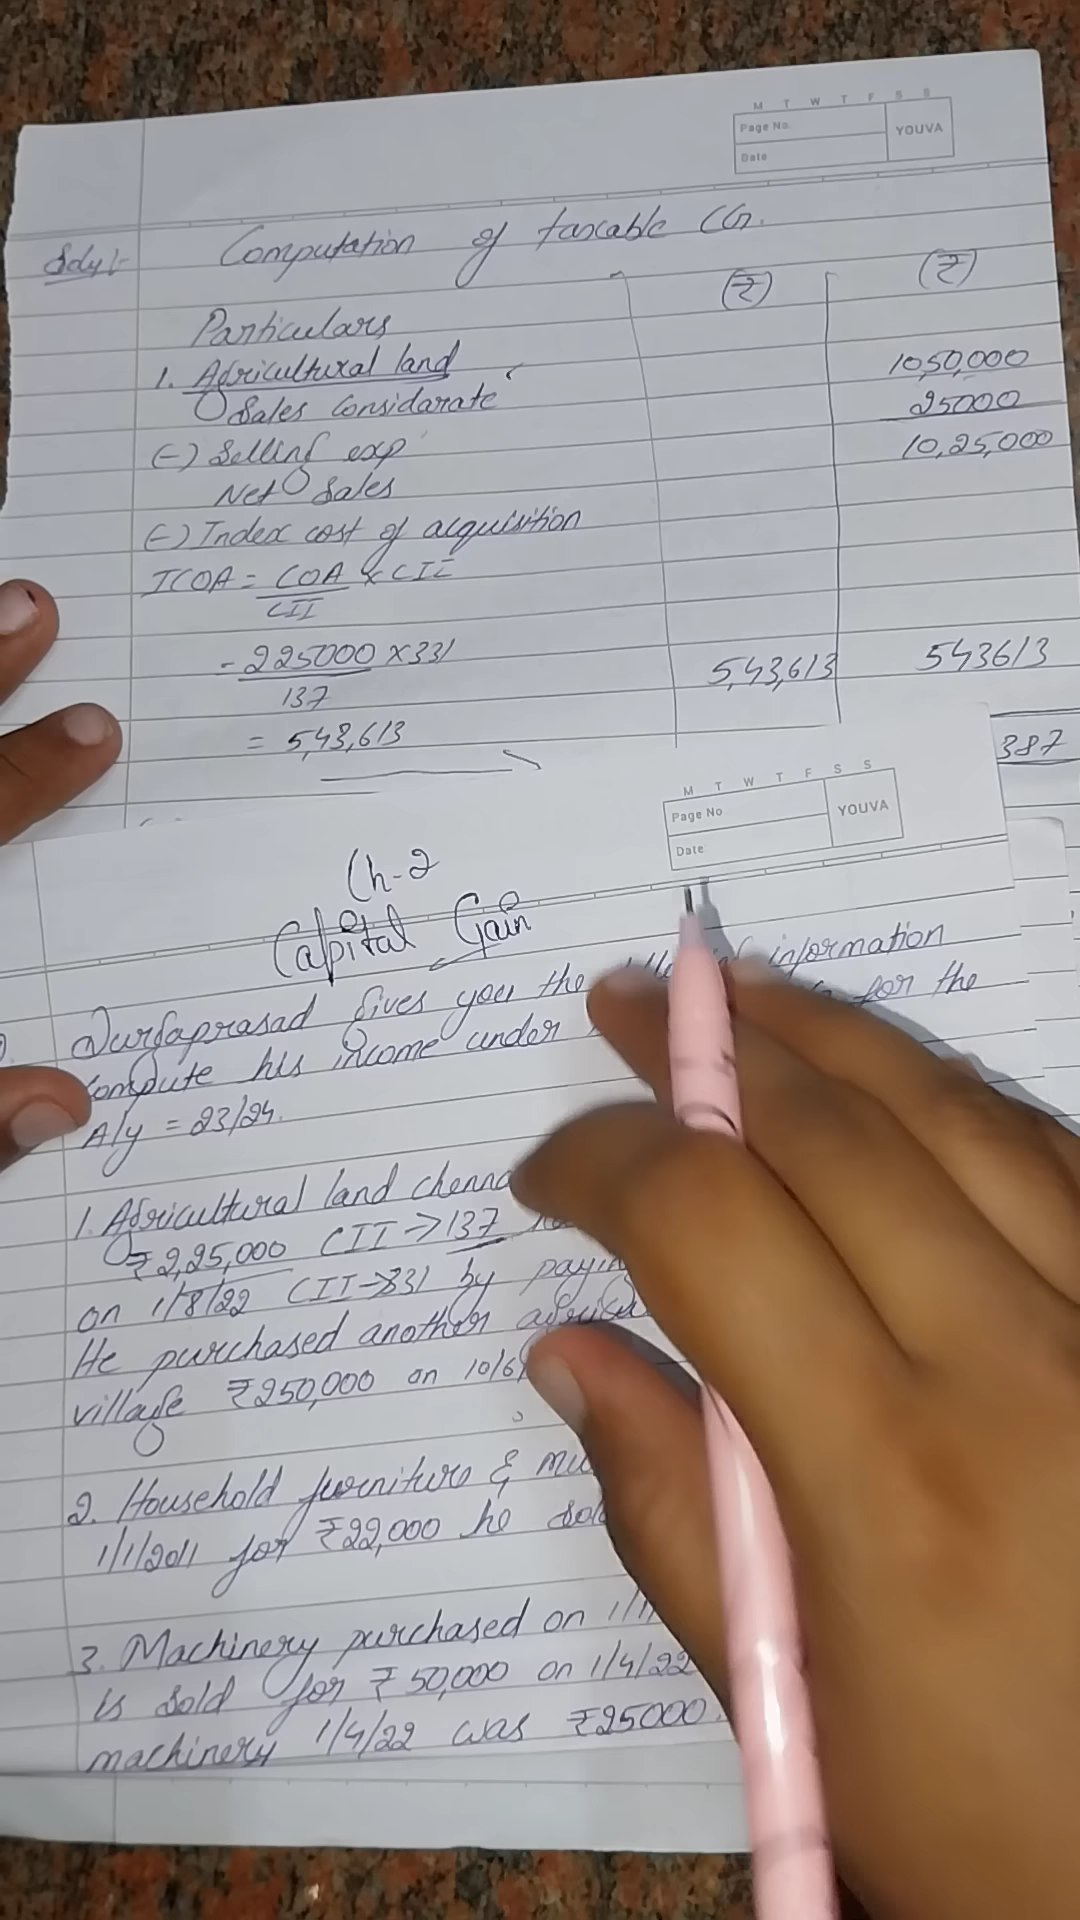 M T W T F S S
Page No.
YOUVA
Date
Soly:-
Computation of taxable CG.
Particulars
(₹)
(₹)
1. Agricultural land
Sales Considarate
1050,000
(-) Selling exp
25000
Net Sales
10,25,000
(-) Index cost of acquisition
ICOA = COA × CII
CII
= 225000 × 331
137
5,43,613
543613
= 5,43,613
387
M T W T F S S
Page No
YOUVA
Date
Ch-2
Capital Gain
Durgaprasad gives you the information
compute his income under for the
A/y = 23/24.
1. Agricultural land
₹2,25,000 CII → 137
on 1/8/22 CII → 331 by
He purchased another
village ₹250,000 on 10/6
2. Household furniture &
1/1/2011 for ₹22,000 he
3. Machinery purchased on
is sold for ₹50,000 on 1/4/22
machinery 1/4/22 was ₹25000.